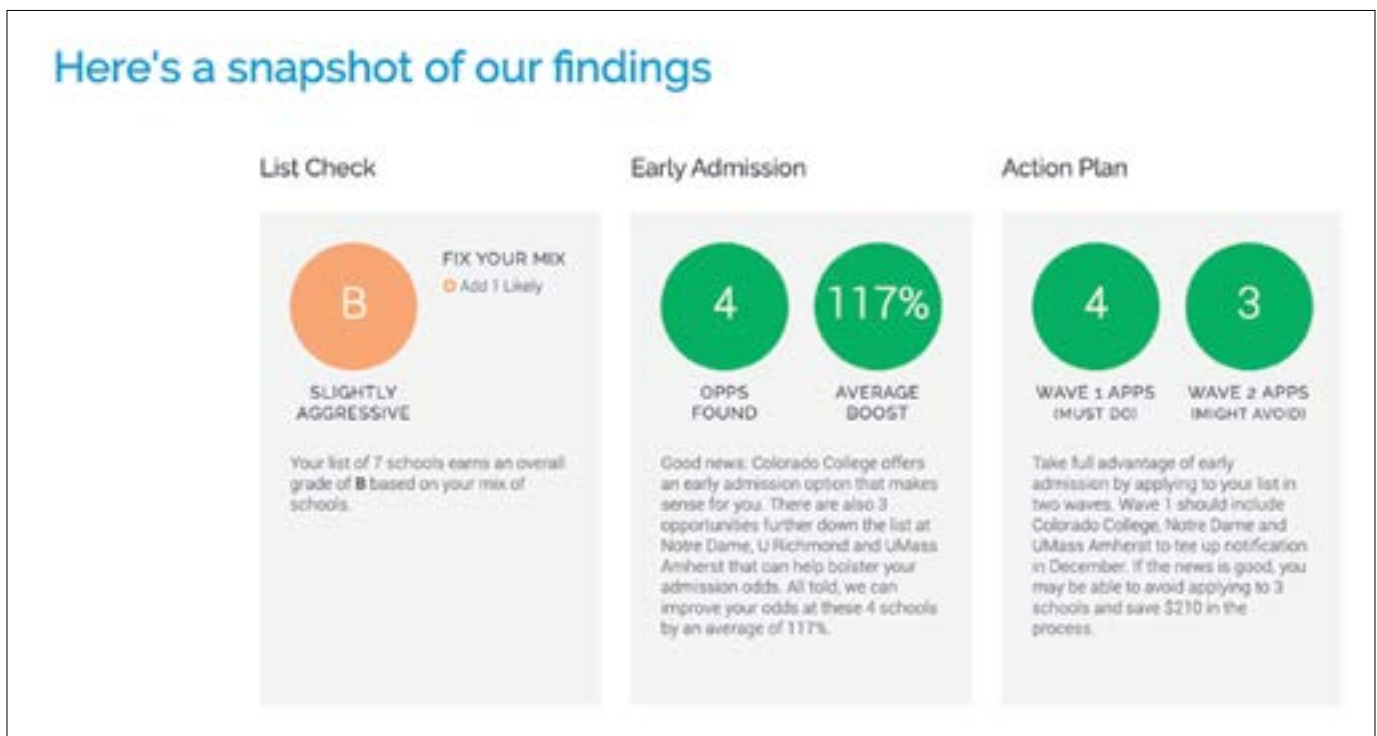 Here's a snapshot of our findings
List Check
B
SLIGHTLY
AGGRESSIVE
FIX YOUR MIX
Add 1 Likely
Your list of 7 schools earns an overall
grade of B based on your mix of
schools.
Early Admission
4
OPPS
FOUND
117%
AVERAGE
BOOST
Good news: Colorado College offers
an early admission option that makes
sense for you. There are also 3
opportunities further down the list at
Notre Dame, U Richmond and UMass
Amherst that can help bolster your
admission odds. All told, we can
improve your odds at these 4 schools
by an average of 117%.
Action Plan
4
WAVE 1 APPS
(MUST DO)
3
WAVE 2 APPS
(MIGHT AVOID)
Take full advantage of early
admission by applying to your list in
two waves. Wave 1 should include
Colorado College, Notre Dame and
UMass Amherst to tee up notification
in December. If the news is good, you
may be able to avoid applying to 3
schools and save $210 in the
process.